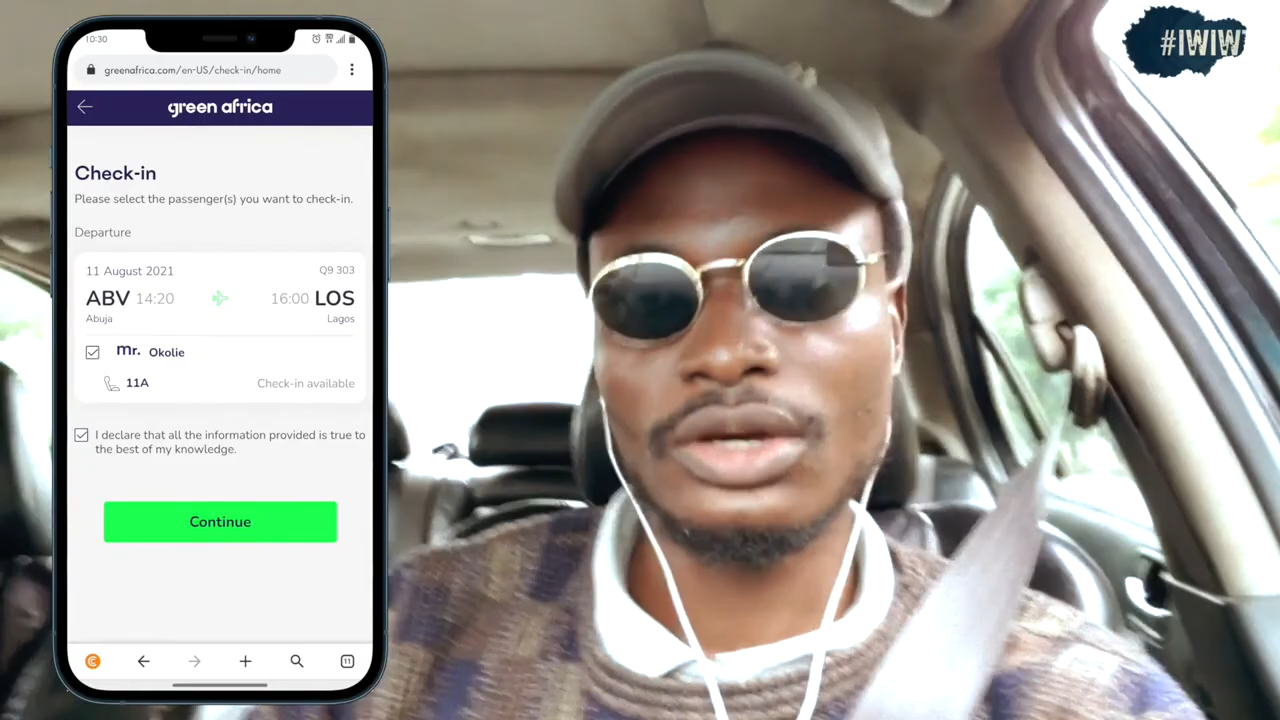 10:30
greenafrica.com/en-US/check-in/home
green africa
Check-in
Please select the passenger(s) you want to check-in.
Departure
11 August 2021 Q9 303
ABV 14:20 16:00 LOS
Abuja Lagos
mr. Okolie
11A Check-in available
I declare that all the information provided is true to
the best of my knowledge.
Continue
11
#IWIWT